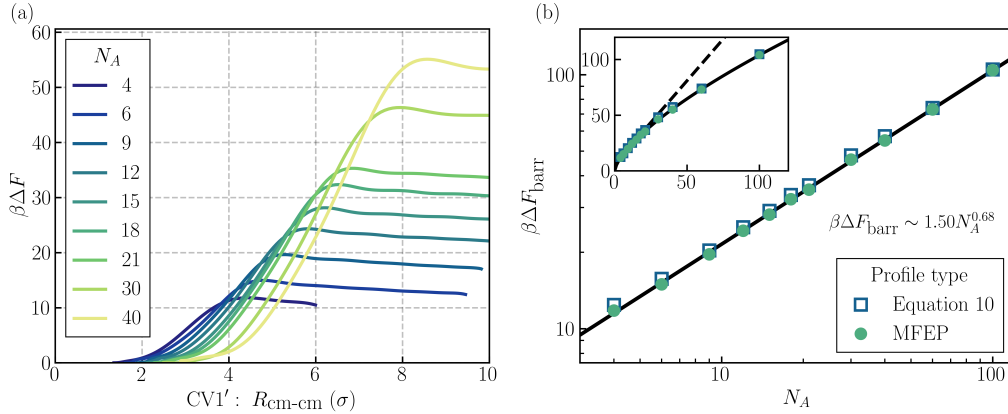 (a)
60
50
40
30
20
10
0
βΔF
N_A
4
6
9
12
15
18
21
30
40
0
2
4
6
8
10
CV1′ : R_cm-cm (σ)
(b)
100
10
βΔF_barr
100
50
0
0
50
100
βΔF_barr ∼ 1.50N_A^0.68
Profile type
Equation 10
MFEP
10
100
N_A